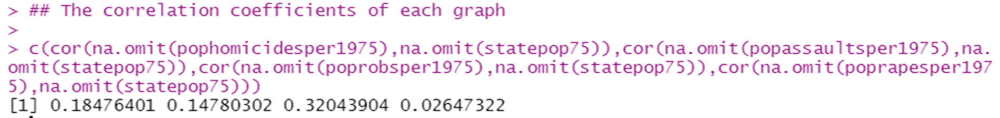 > ## The correlation coefficients of each graph
>
> c(cor(na.omit(pophomicidesper1975),na.omit(statepop75)),cor(na.omit(popassaultsper1975),na.
omit(statepop75)),cor(na.omit(poprobsper1975),na.omit(statepop75)),cor(na.omit(poprapesper197
5),na.omit(statepop75)))
[1] 0.18476401 0.14780302 0.32043904 0.02647322